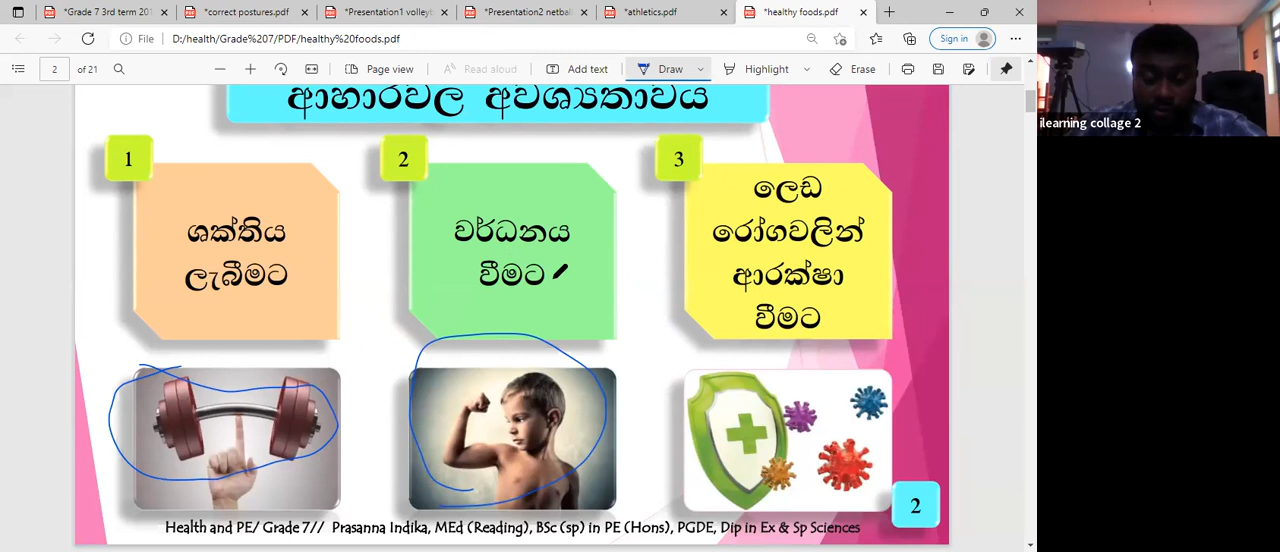 *Grade 7 3rd term 201
*correct postures.pdf
*Presentation1 volleyb
*Presentation2 netbal
*athletics.pdf
*healthy foods.pdf
File
D:/health/Grade%207/PDF/healthy%20foods.pdf
Sign in
2 of 21
Page view
Read aloud
Add text
Draw
Highlight
Erase
ilearning collage 2
ආහාරවල අවශ්‍යතාවය
1
ශක්තිය
ලැබීමට
2
වර්ධනය
වීමට
3
ලෙඩ
රෝගවලින්
ආරක්ෂා
වීමට
2
Health and PE/ Grade 7// Prasanna Indika, MEd (Reading), BSc (sp) in PE (Hons), PGDE, Dip in Ex & Sp Sciences